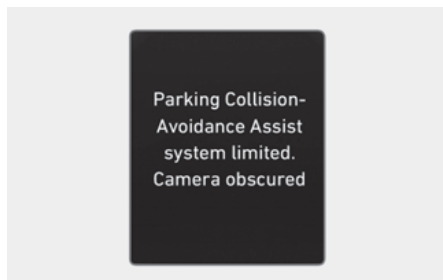 Parking Collision-
Avoidance Assist
system limited.
Camera obscured